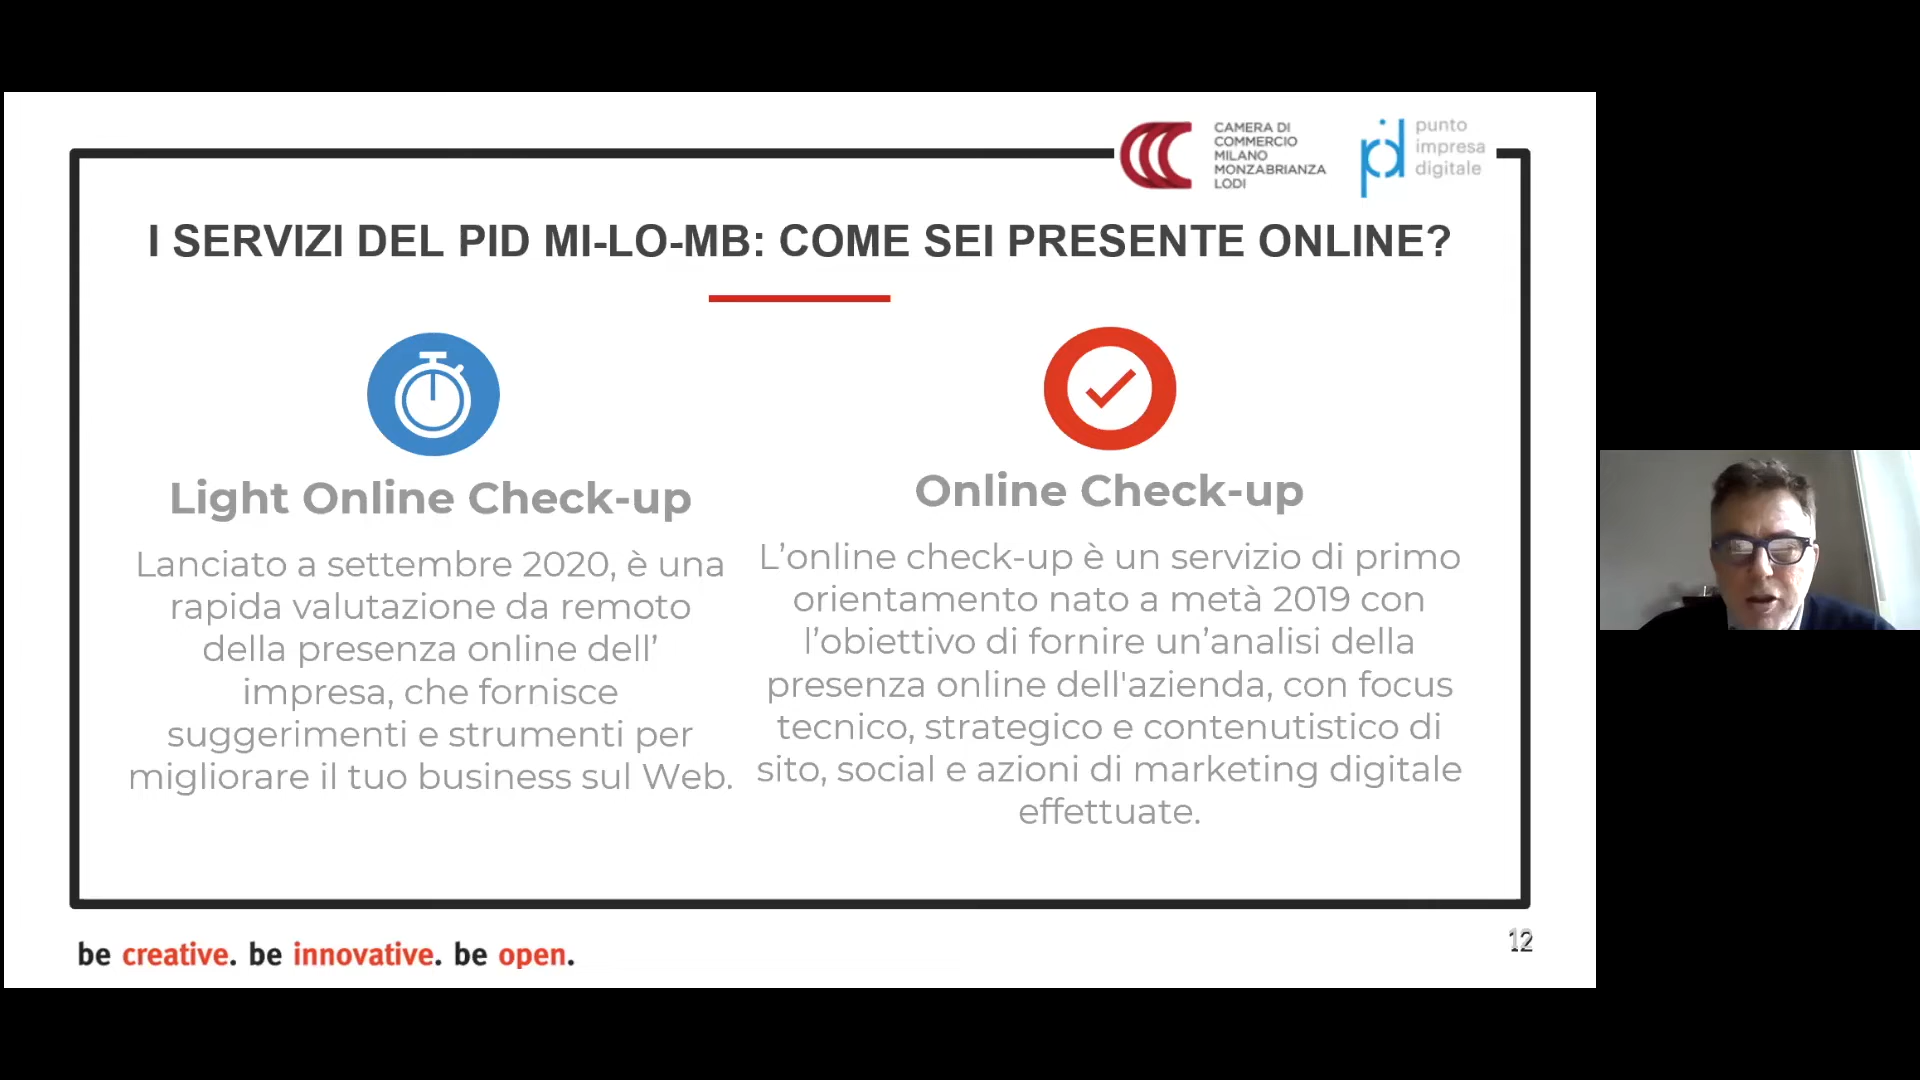 CAMERA DI
COMMERCIO
MILANO
MONZABRIANZA
LODI
pid
punto
impresa
digitale
I SERVIZI DEL PID MI-LO-MB: COME SEI PRESENTE ONLINE?
Light Online Check-up
Lanciato a settembre 2020, è una
rapida valutazione da remoto
della presenza online dell’
impresa, che fornisce
suggerimenti e strumenti per
migliorare il tuo business sul Web.
Online Check-up
L’online check-up è un servizio di primo
orientamento nato a metà 2019 con
l’obiettivo di fornire un’analisi della
presenza online dell'azienda, con focus
tecnico, strategico e contenutistico di
sito, social e azioni di marketing digitale
effettuate.
be creative. be innovative. be open.
12